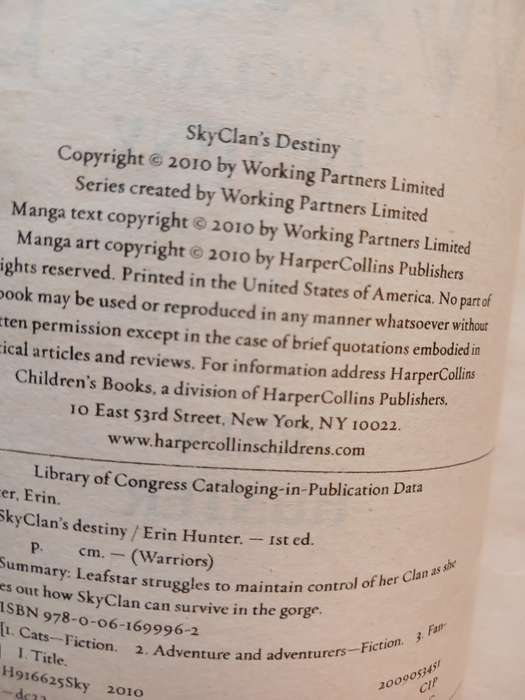 SkyClan's Destiny
Copyright © 2010 by Working Partners Limited
Series created by Working Partners Limited
Manga text copyright © 2010 by Working Partners Limited
Manga art copyright © 2010 by HarperCollins Publishers
ights reserved. Printed in the United States of America. No part of
book may be used or reproduced in any manner whatsoever without
tten permission except in the case of brief quotations embodied in
ical articles and reviews. For information address HarperCollins
Children's Books, a division of HarperCollins Publishers,
10 East 53rd Street, New York, NY 10022.
www.harpercollinschildrens.com
Library of Congress Cataloging-in-Publication Data
er, Erin.
SkyClan's destiny / Erin Hunter. — 1st ed.
p. cm. — (Warriors)
Summary: Leafstar struggles to maintain control of her Clan as she
es out how SkyClan can survive in the gorge.
ISBN 978-0-06-169996-2
[1. Cats—Fiction. 2. Adventure and adventurers—Fiction. 3. Fan-
] I. Title.
H916625Sky 2010 2009053451
—dc22 CIP